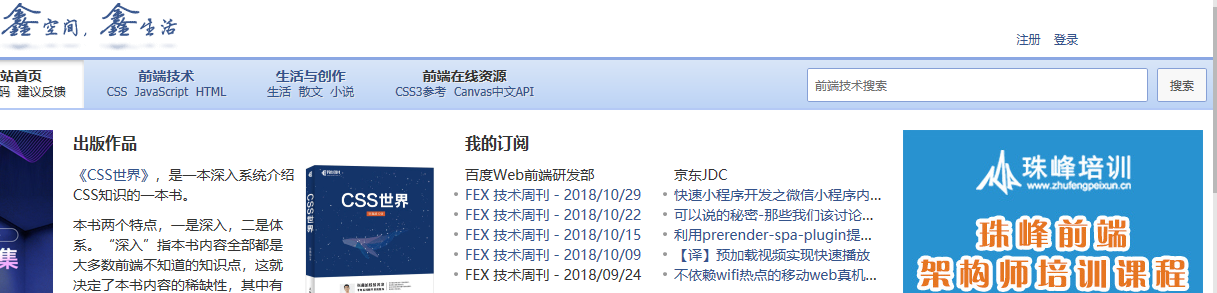 鑫空间，鑫生活
注册 登录
站首页 前端技术 生活与创作 前端在线资源
码 建议反馈 CSS JavaScript HTML 生活 散文 小说 CSS3参考 Canvas中文API
前端技术搜索 搜索
出版作品
《CSS世界》，是一本深入系统介绍
CSS知识的一本书。
本书两个特点，一是深入，二是体
系。“深入”指本书内容全部都是
大多数前端不知道的知识点，这就
决定了本书内容的稀缺性，其中有
CSS世界
CSS世界
我的订阅
百度Web前端研发部
FEX 技术周刊 - 2018/10/29
FEX 技术周刊 - 2018/10/22
FEX 技术周刊 - 2018/10/15
FEX 技术周刊 - 2018/10/09
FEX 技术周刊 - 2018/09/24
京东JDC
快速小程序开发之微信小程序内...
可以说的秘密-那些我们该讨论...
利用prerender-spa-plugin提...
【译】预加载视频实现快速播放
不依赖wifi热点的移动web真机...
珠峰培训
www.zhufengpeixun.cn
珠峰前端
架构师培训课程
集